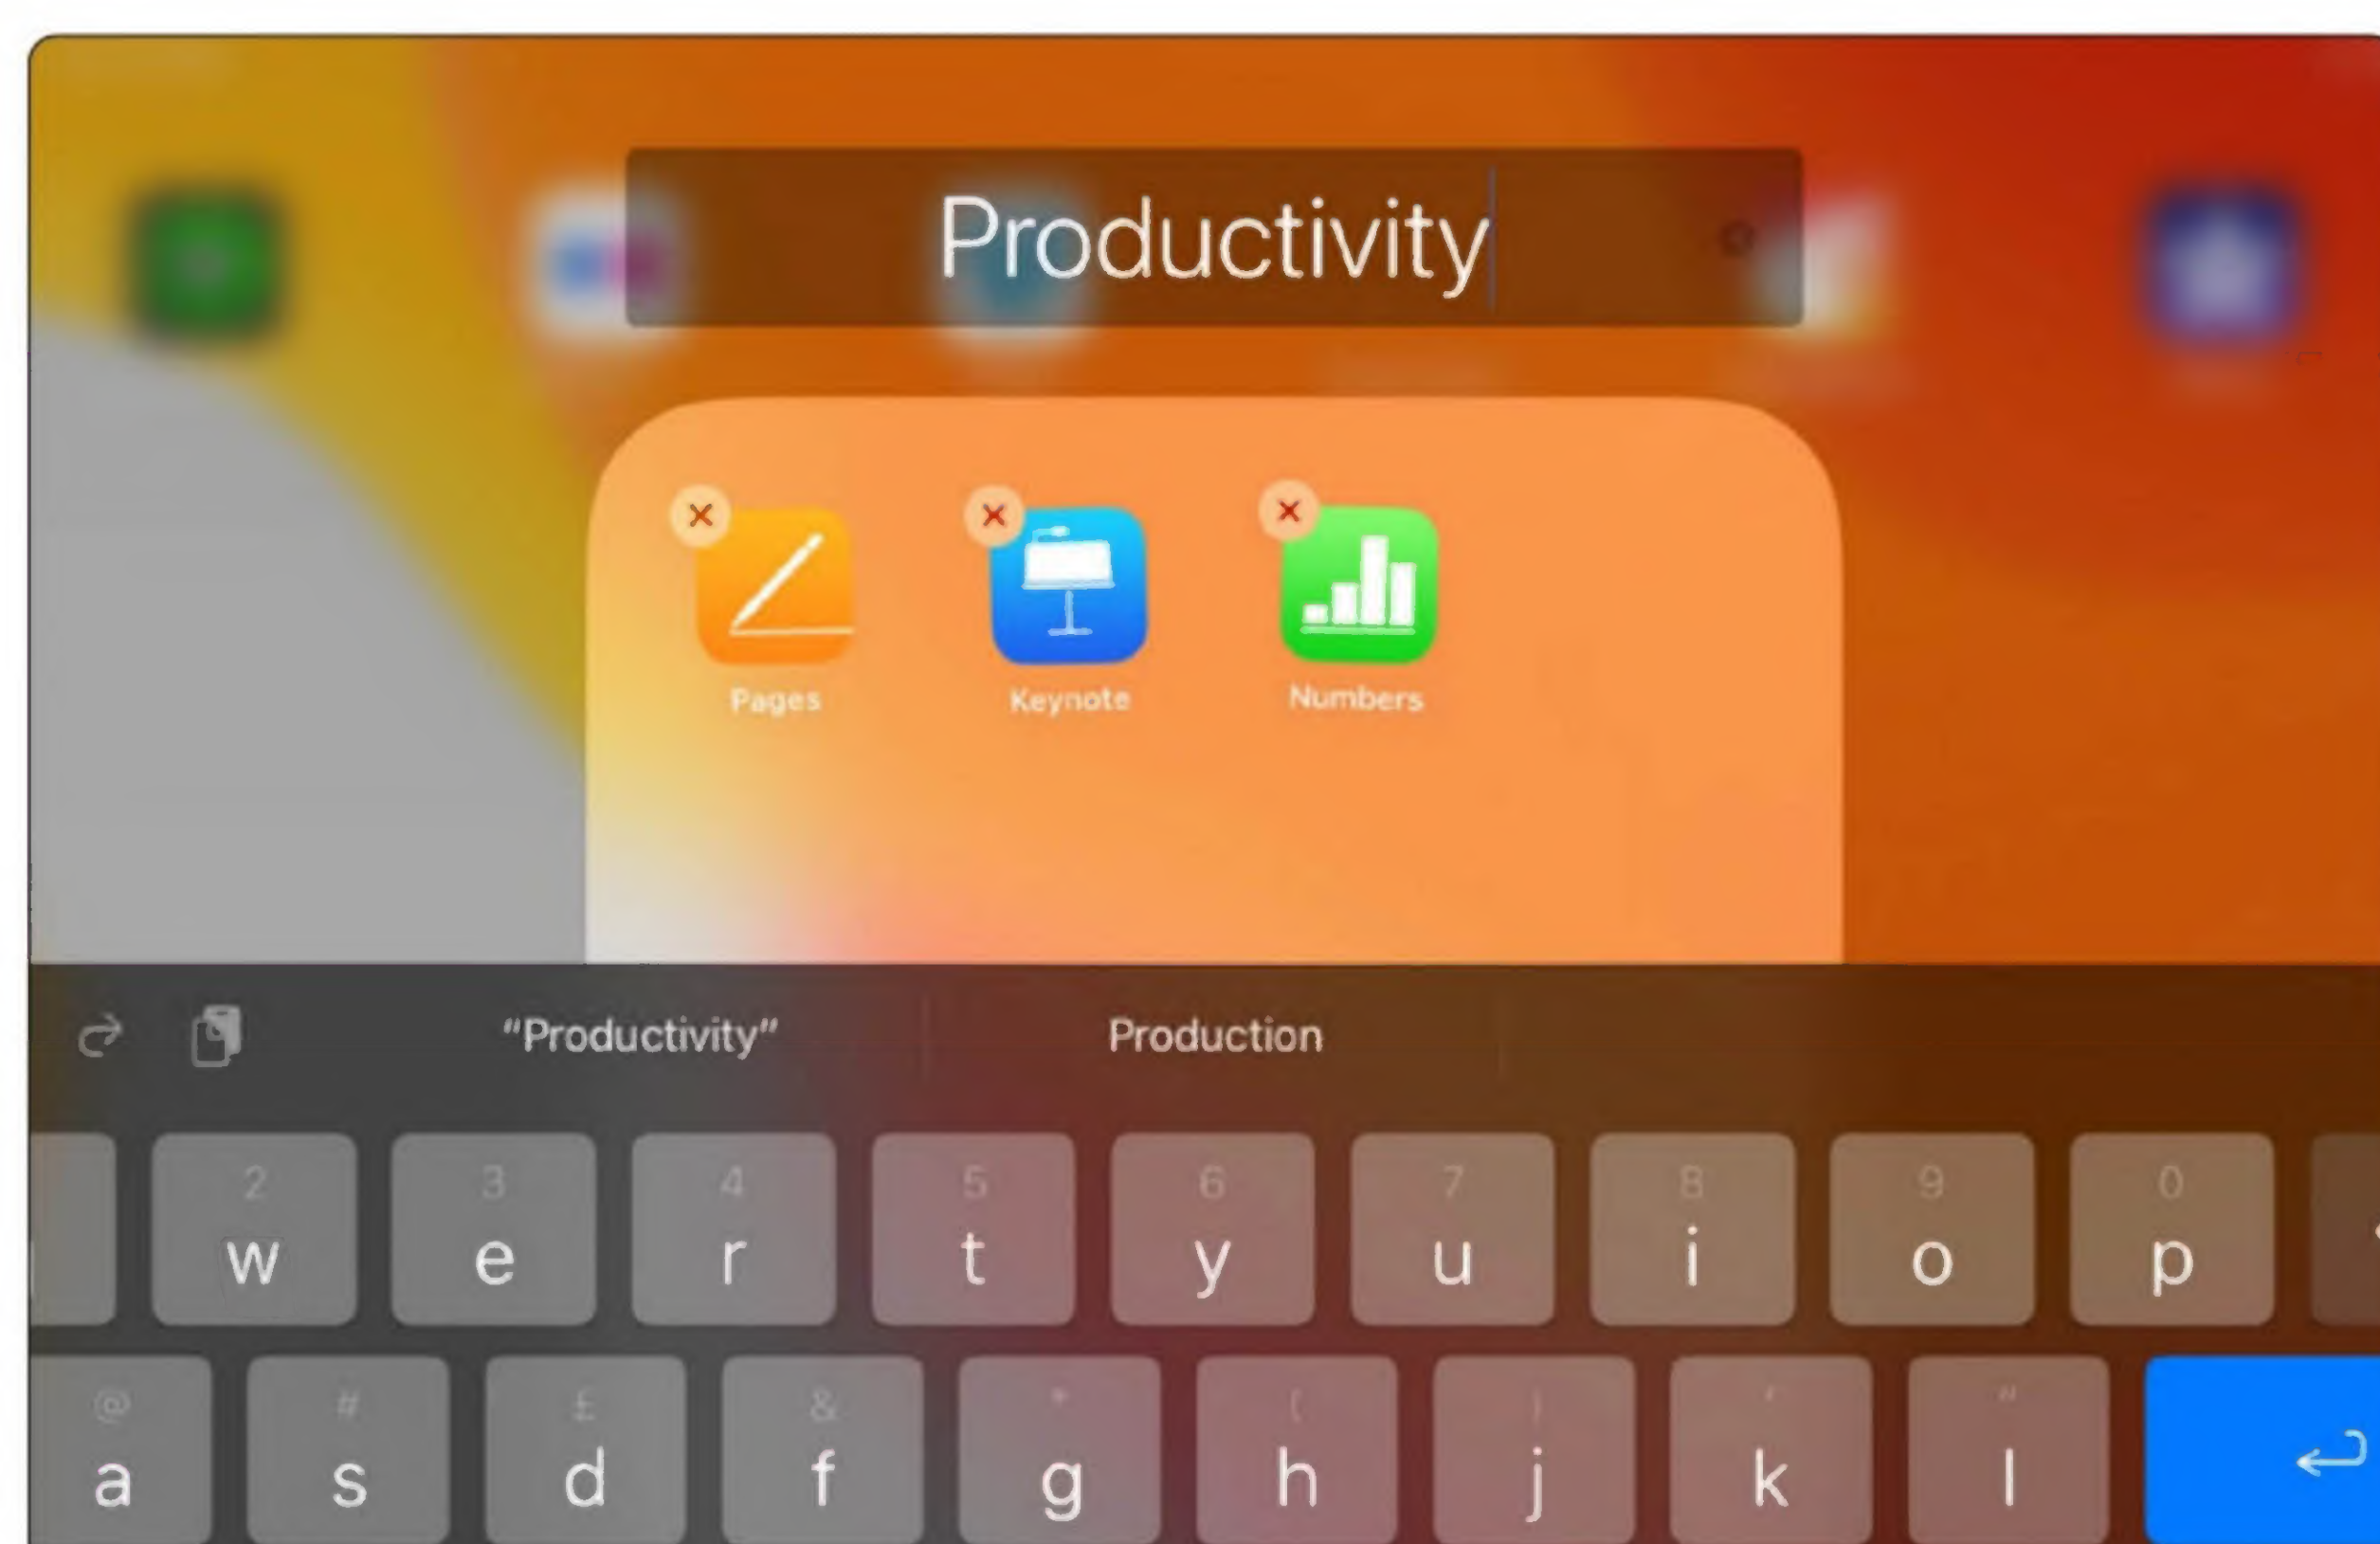 Productivity
Pages Keynote Numbers
“Productivity” Production
2 3 4 5 6 7 8 9 0
w e r t y u i o p
@ # £ & * ( ) ' "
a s d f g h j k l